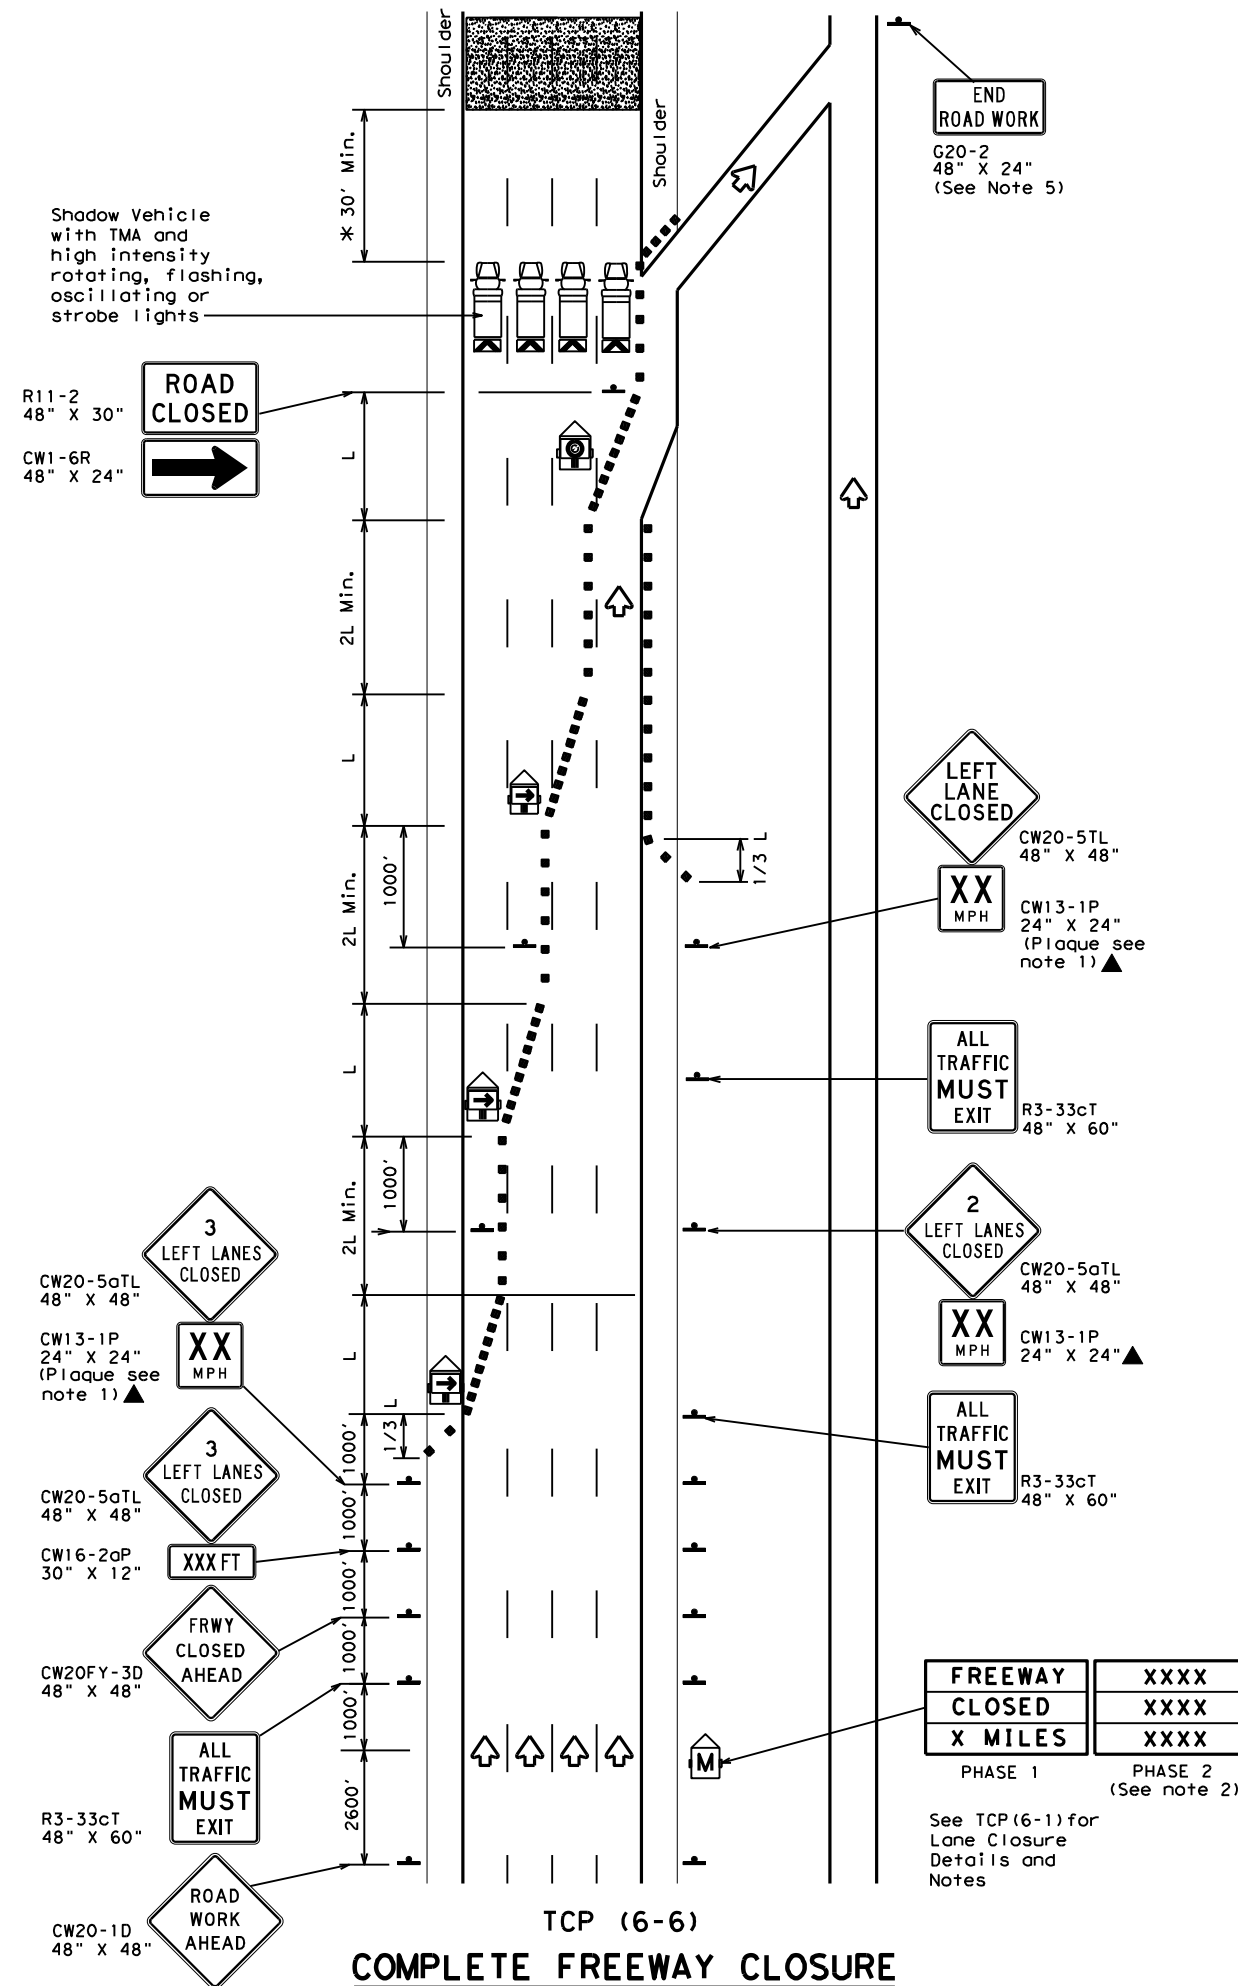 Shoulder
Shoulder
END
ROAD WORK
G20-2
48" X 24"
(See Note 5)
* 30' Min.
Shadow Vehicle
with TMA and
high intensity
rotating, flashing,
oscillating or
strobe lights
R11-2
48" X 30"
ROAD
CLOSED
CW1-6R
48" X 24"
L
2L Min.
L
2L Min.
1000'
1/3 L
LEFT
LANE
CLOSED
CW20-5TL
48" X 48"
XX
MPH
CW13-1P
24" X 24"
(Plaque see
note 1)
L
ALL
TRAFFIC
MUST
EXIT
R3-33cT
48" X 60"
2L Min.
1000'
2
LEFT LANES
CLOSED
CW20-5aTL
48" X 48"
XX
MPH
CW13-1P
24" X 24"
3
LEFT LANES
CLOSED
CW20-5aTL
48" X 48"
CW13-1P
24" X 24"
(Plaque see
note 1)
XX
MPH
L
1/3 L
ALL
TRAFFIC
MUST
EXIT
R3-33cT
48" X 60"
1000'
3
LEFT LANES
CLOSED
CW20-5aTL
48" X 48"
CW16-2aP
30" X 12"
XXX FT
1000'
1000'
FRWY
CLOSED
AHEAD
CW20FY-3D
48" X 48"
1000'
1000'
ALL
TRAFFIC
MUST
EXIT
R3-33cT
48" X 60"
2600'
M
FREEWAY
CLOSED
X MILES
PHASE 1
XXXX
XXXX
XXXX
PHASE 2
(See note 2)
See TCP(6-1)for
Lane Closure
Details and
Notes
ROAD
WORK
AHEAD
CW20-1D
48" X 48"
TCP (6-6)
COMPLETE FREEWAY CLOSURE